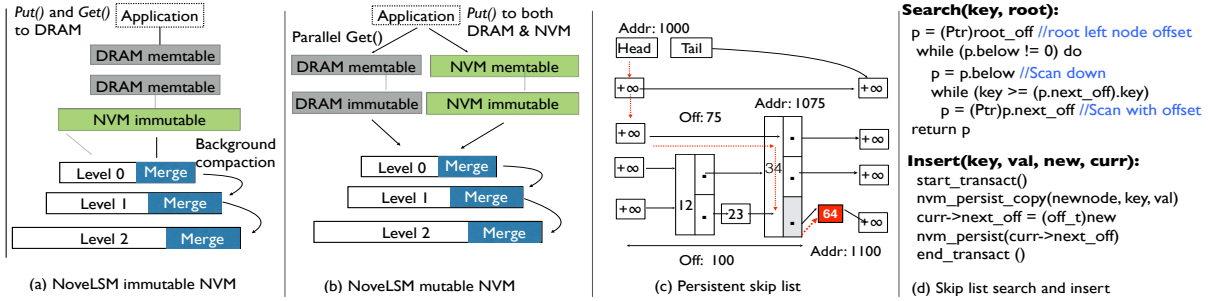 Put() and Get()
to DRAM
Application
DRAM memtable
DRAM memtable
NVM immutable
Background
compaction
Level 0
Merge
Level 1
Merge
Level 2
Merge
(a) NoveLSM immutable NVM
Application
Put() to both
DRAM & NVM
Parallel Get()
DRAM memtable
NVM memtable
DRAM immutable
NVM immutable
Level 0
Merge
Level 1
Merge
Level 2
Merge
(b) NoveLSM mutable NVM
Addr: 1000
Head
Tail
+∞
+∞
Addr: 1075
Off: 75
+∞
+∞
34
+∞
+∞
12
+∞
23
64
+∞
Addr: 1100
Off: 100
(c) Persistent skip list
Search(key, root):
p = (Ptr)root_off //root left node offset
while (p.below != 0) do
p = p.below //Scan down
while (key >= (p.next_off).key)
p = (Ptr)p.next_off //Scan with offset
return p
Insert(key, val, new, curr):
start_transact()
nvm_persist_copy(newnode, key, val)
curr->next_off = (off_t)new
nvm_persist(curr->next_off)
end_transact ()
(d) Skip list search and insert